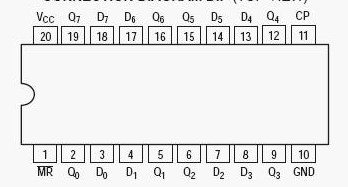 CONNECTION DIAGRAM DIP (TOP VIEW)
VCC Q7 D7 D6 Q6 Q5 D5 D4 Q4 CP
20 19 18 17 16 15 14 13 12 11
1 2 3 4 5 6 7 8 9 10
M̅R̅ Q0 D0 D1 Q1 Q2 D2 D3 Q3 GND